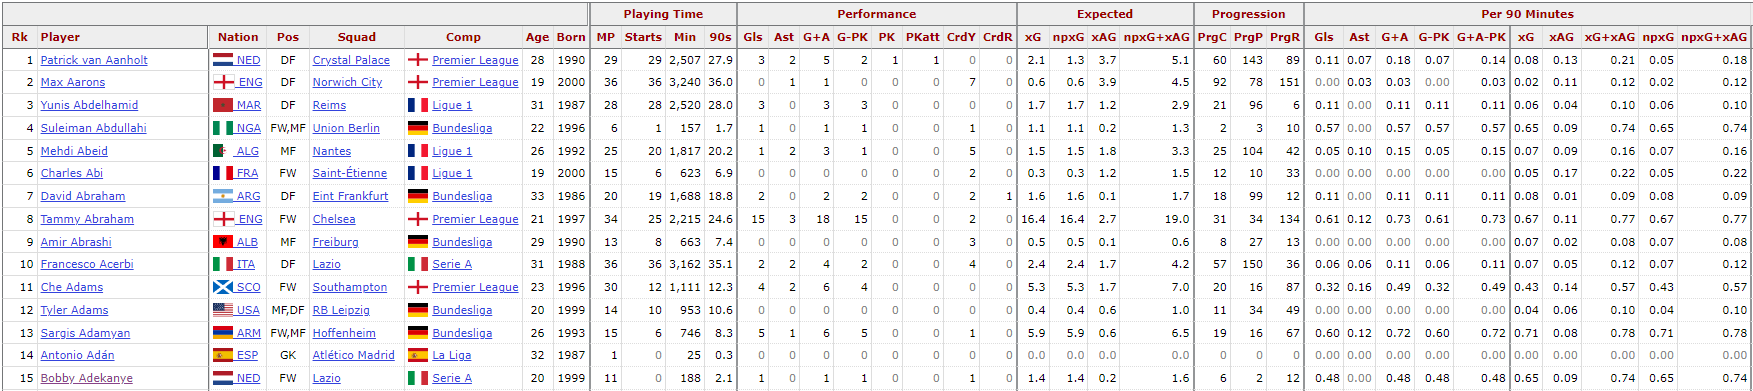 Playing Time Performance Expected Progression Per 90 Minutes
Rk Player Nation Pos Squad Comp Age Born MP Starts Min 90s Gls Ast G+A G-PK PK PKatt CrdY CrdR xG npxG xAG npxG+xAG PrgC PrgP PrgR Gls Ast G+A G-PK G+A-PK xG xAG xG+xAG npxG npxG+xAG
1 Patrick van Aanholt NED DF Crystal Palace Premier League 28 1990 29 29 2,507 27.9 3 2 5 2 1 1 0 0 2.1 1.3 3.7 5.1 60 143 89 0.11 0.07 0.18 0.07 0.14 0.08 0.13 0.21 0.05 0.18
2 Max Aarons ENG DF Norwich City Premier League 19 2000 36 36 3,240 36.0 0 1 1 0 0 0 7 0 0.6 0.6 3.9 4.5 92 78 151 0.00 0.03 0.03 0.00 0.03 0.02 0.11 0.12 0.02 0.12
3 Yunis Abdelhamid MAR DF Reims Ligue 1 31 1987 28 28 2,520 28.0 3 0 3 3 0 0 3 0 1.7 1.7 1.2 2.9 21 96 6 0.11 0.00 0.11 0.11 0.11 0.06 0.04 0.10 0.06 0.10
4 Suleiman Abdullahi NGA FW,MF Union Berlin Bundesliga 22 1996 6 1 157 1.7 1 0 1 1 0 0 1 0 1.1 1.1 0.2 1.3 2 3 10 0.57 0.00 0.57 0.57 0.57 0.65 0.09 0.74 0.65 0.74
5 Mehdi Abeid ALG MF Nantes Ligue 1 26 1992 25 20 1,817 20.2 1 2 3 1 0 0 5 0 1.5 1.5 1.8 3.3 25 104 42 0.05 0.10 0.15 0.05 0.15 0.07 0.09 0.16 0.07 0.16
6 Charles Abi FRA FW Saint-Étienne Ligue 1 19 2000 15 6 623 6.9 0 0 0 0 0 0 2 0 0.3 0.3 1.2 1.5 12 10 33 0.00 0.00 0.00 0.00 0.00 0.05 0.17 0.22 0.05 0.22
7 David Abraham ARG DF Eint Frankfurt Bundesliga 33 1986 20 19 1,688 18.8 2 0 2 2 0 0 2 1 1.6 1.6 0.1 1.7 18 99 12 0.11 0.00 0.11 0.11 0.11 0.08 0.01 0.09 0.08 0.09
8 Tammy Abraham ENG FW Chelsea Premier League 21 1997 34 25 2,215 24.6 15 3 18 15 0 0 3 0 16.4 16.4 2.7 19.0 31 34 134 0.61 0.12 0.73 0.61 0.73 0.67 0.11 0.77 0.67 0.77
9 Amir Abrashi ALB MF Freiburg Bundesliga 29 1990 13 8 663 7.4 0 0 0 0 0 0 3 0 0.5 0.5 0.1 0.6 8 27 13 0.00 0.00 0.00 0.00 0.00 0.07 0.02 0.08 0.07 0.08
10 Francesco Acerbi ITA DF Lazio Serie A 31 1988 36 36 3,162 35.1 2 2 4 2 0 0 4 0 2.4 2.4 1.7 4.2 57 150 36 0.06 0.06 0.11 0.06 0.11 0.07 0.05 0.12 0.07 0.12
11 Che Adams SCO FW Southampton Premier League 23 1996 30 12 1,111 12.3 4 2 6 4 0 0 1 0 5.3 5.3 1.7 7.0 20 16 87 0.32 0.16 0.49 0.32 0.49 0.43 0.14 0.57 0.43 0.57
12 Tyler Adams USA MF,DF RB Leipzig Bundesliga 20 1999 14 10 953 10.6 0 0 0 0 0 0 2 0 0.4 0.4 0.6 1.0 11 34 49 0.00 0.00 0.00 0.00 0.00 0.04 0.06 0.10 0.04 0.10
13 Sargis Adamyan ARM FW,MF Hoffenheim Bundesliga 26 1993 15 6 746 8.3 5 1 6 5 0 0 1 0 5.9 5.9 0.6 6.5 19 16 67 0.60 0.12 0.72 0.60 0.72 0.71 0.08 0.78 0.71 0.78
14 Antonio Adán ESP GK Atlético Madrid La Liga 32 1987 1 0 25 0.3 0 0 0 0 0 0 0 0 0.0 0.0 0.0 0.0 0 0 0 0.00 0.00 0.00 0.00 0.00 0.00 0.00 0.00 0.00 0.00
15 Bobby Adekanye NED FW Lazio Serie A 20 1999 11 0 188 2.1 1 0 1 1 0 0 1 0 1.4 1.4 0.2 1.6 6 2 12 0.48 0.00 0.48 0.48 0.48 0.65 0.09 0.74 0.65 0.74